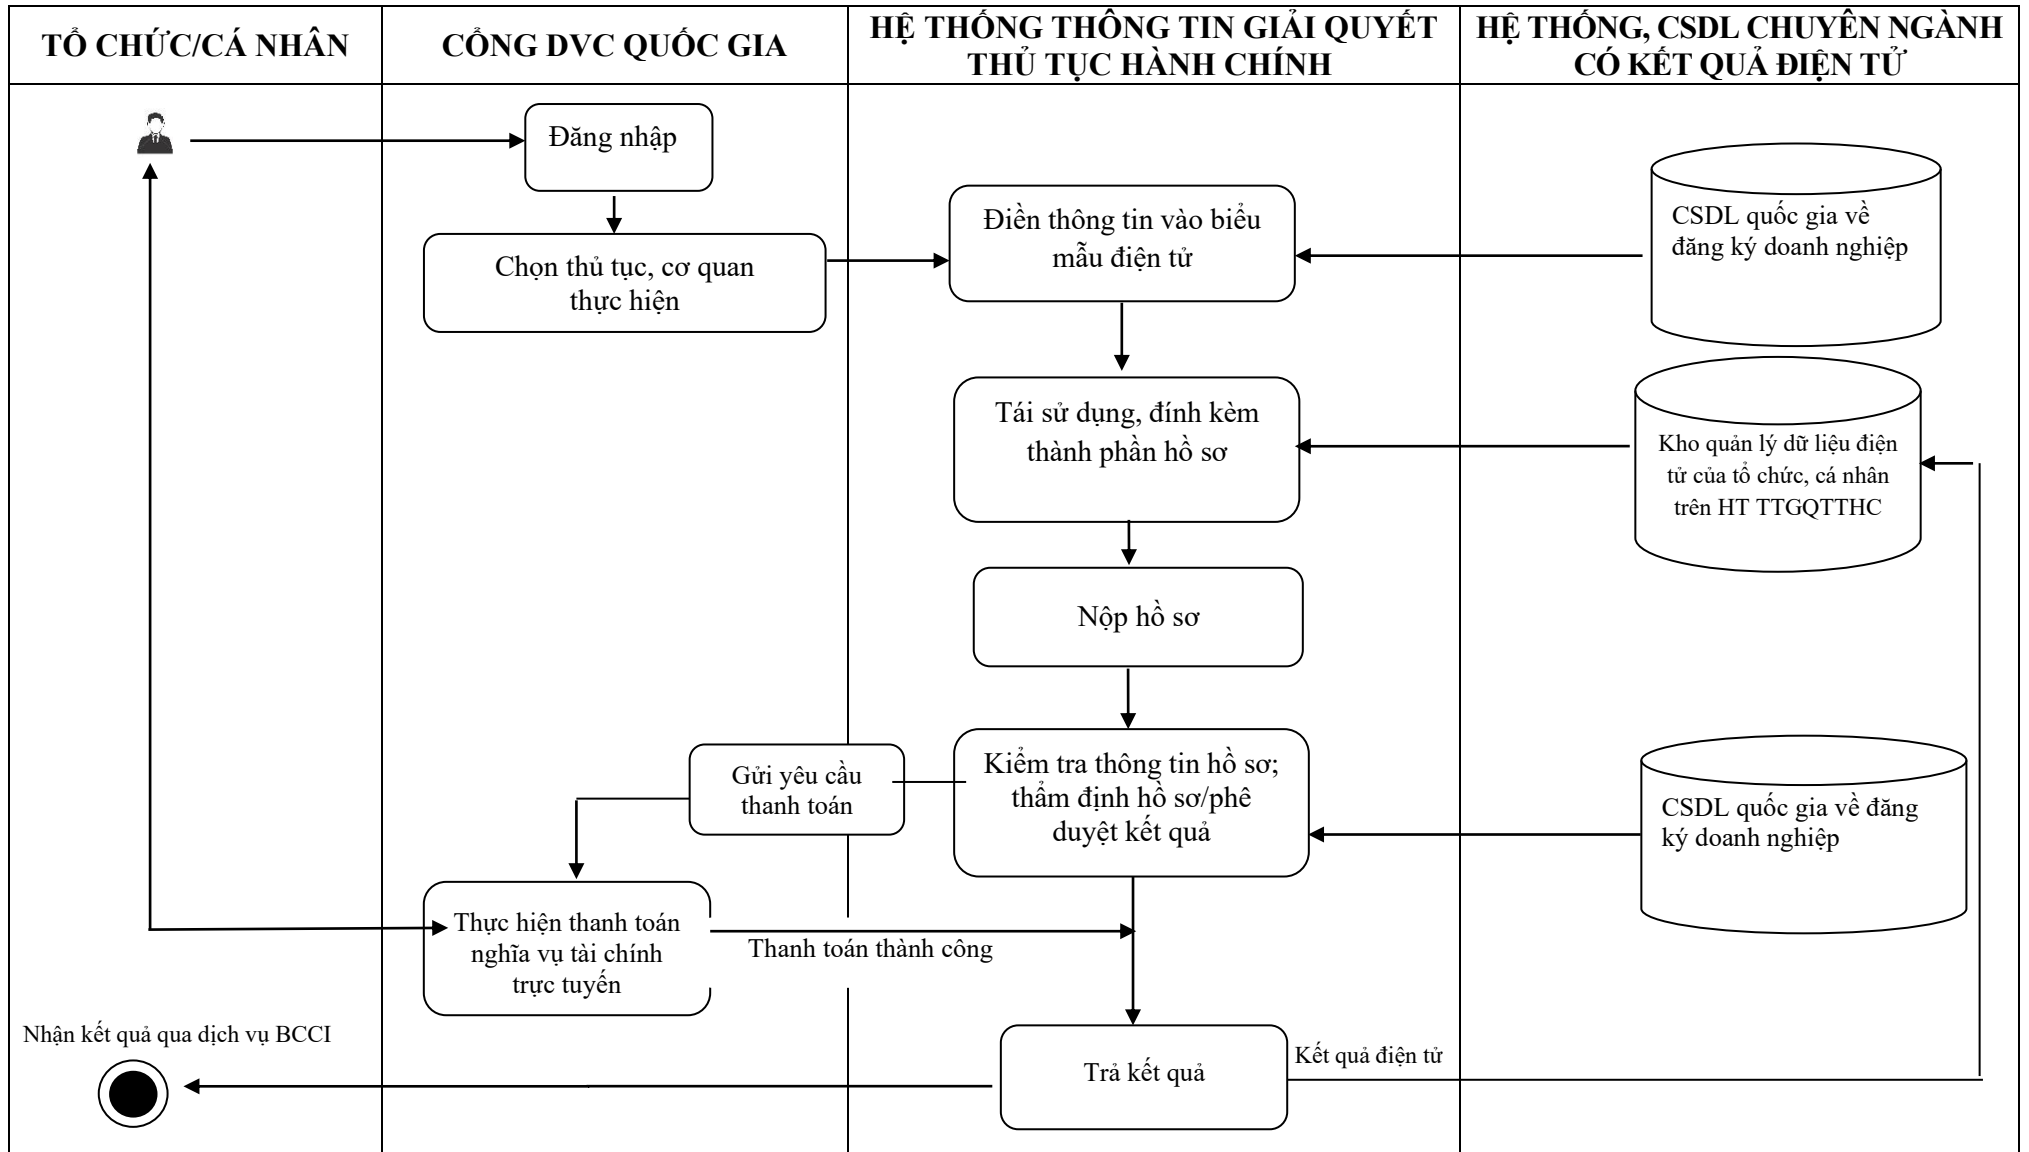 TỔ CHỨC/CÁ NHÂN
CỔNG DVC QUỐC GIA
HỆ THỐNG THÔNG TIN GIẢI QUYẾT
THỦ TỤC HÀNH CHÍNH
HỆ THỐNG, CSDL CHUYÊN NGÀNH
CÓ KẾT QUẢ ĐIỆN TỬ
Đăng nhập
Chọn thủ tục, cơ quan
thực hiện
Điền thông tin vào biểu
mẫu điện tử
CSDL quốc gia về
đăng ký doanh nghiệp
Tái sử dụng, đính kèm
thành phần hồ sơ
Kho quản lý dữ liệu điện
tử của tổ chức, cá nhân
trên HT TTGQTTHC
Nộp hồ sơ
Gửi yêu cầu
thanh toán
Kiểm tra thông tin hồ sơ;
thẩm định hồ sơ/phê
duyệt kết quả
CSDL quốc gia về đăng
ký doanh nghiệp
Thực hiện thanh toán
nghĩa vụ tài chính
trực tuyến
Thanh toán thành công
Nhận kết quả qua dịch vụ BCCI
Trả kết quả
Kết quả điện tử